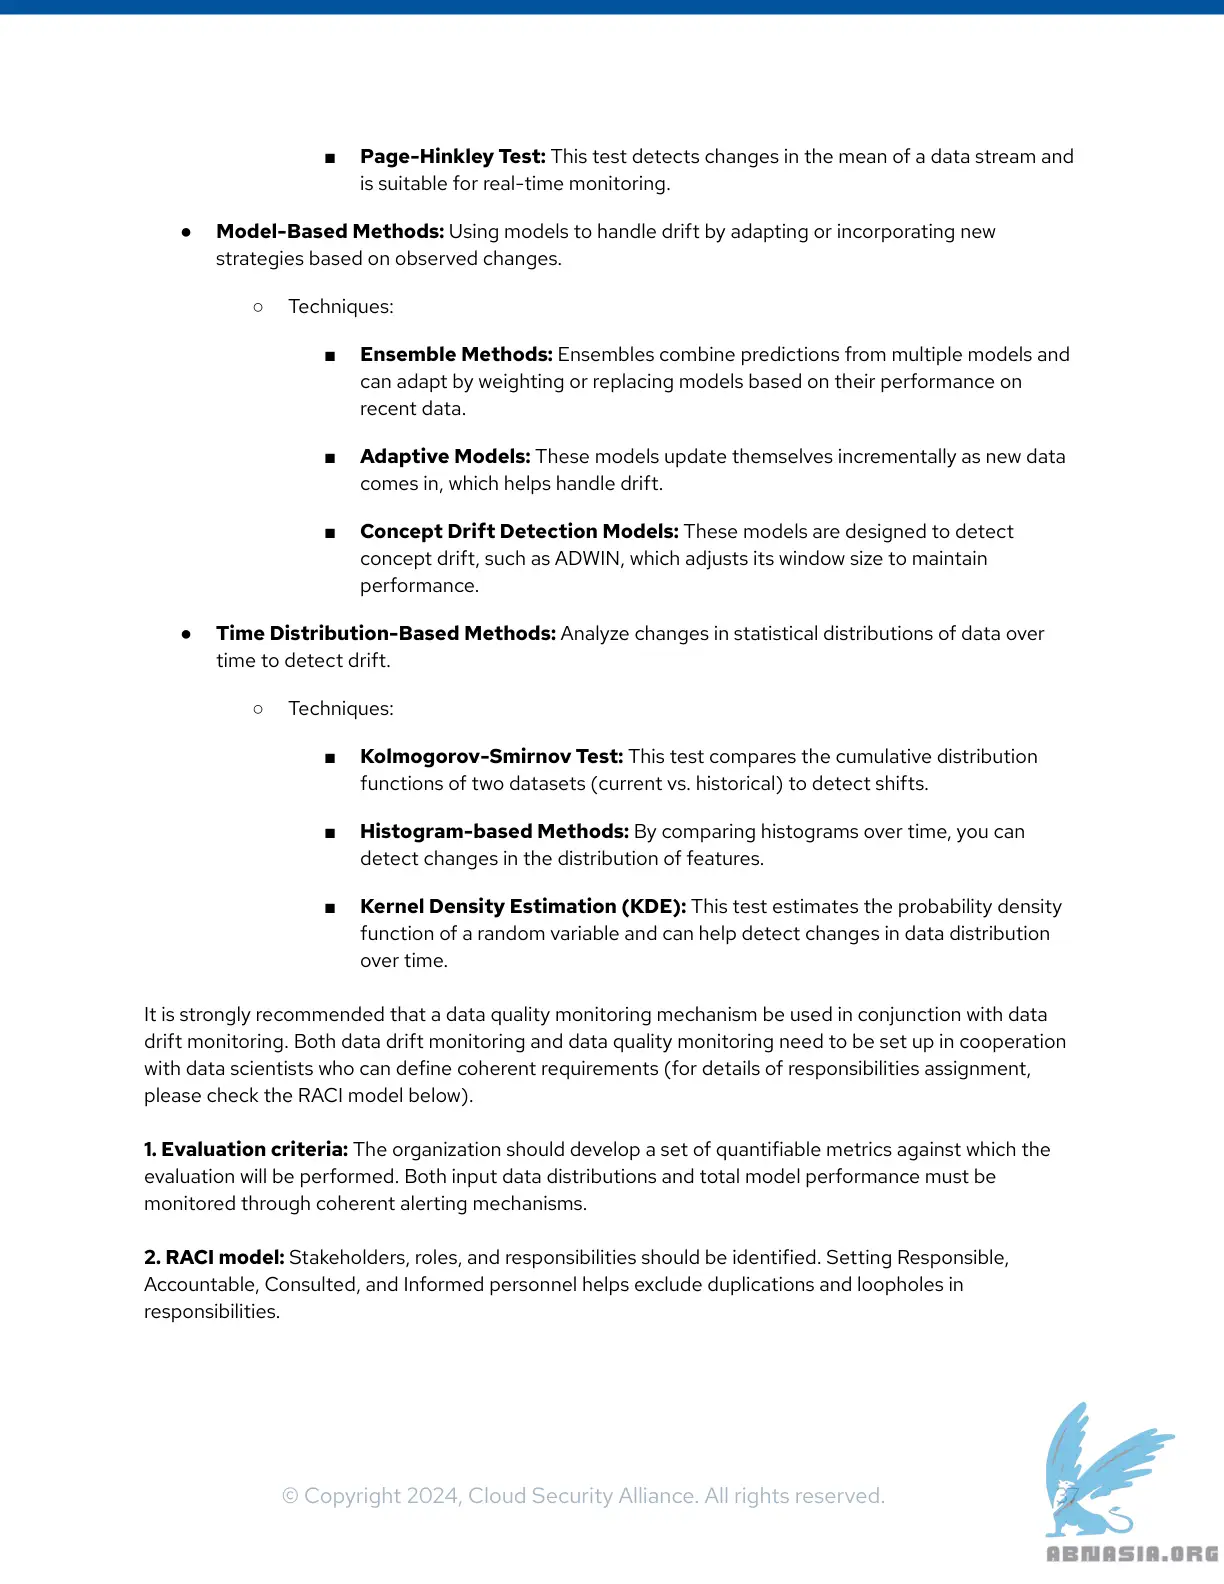 ■ Page-Hinkley Test: This test detects changes in the mean of a data stream and
is suitable for real-time monitoring.
● Model-Based Methods: Using models to handle drift by adapting or incorporating new
strategies based on observed changes.
○ Techniques:
■ Ensemble Methods: Ensembles combine predictions from multiple models and
can adapt by weighting or replacing models based on their performance on
recent data.
■ Adaptive Models: These models update themselves incrementally as new data
comes in, which helps handle drift.
■ Concept Drift Detection Models: These models are designed to detect
concept drift, such as ADWIN, which adjusts its window size to maintain
performance.
● Time Distribution-Based Methods: Analyze changes in statistical distributions of data over
time to detect drift.
○ Techniques:
■ Kolmogorov-Smirnov Test: This test compares the cumulative distribution
functions of two datasets (current vs. historical) to detect shifts.
■ Histogram-based Methods: By comparing histograms over time, you can
detect changes in the distribution of features.
■ Kernel Density Estimation (KDE): This test estimates the probability density
function of a random variable and can help detect changes in data distribution
over time.
It is strongly recommended that a data quality monitoring mechanism be used in conjunction with data
drift monitoring. Both data drift monitoring and data quality monitoring need to be set up in cooperation
with data scientists who can define coherent requirements (for details of responsibilities assignment,
please check the RACI model below).
1. Evaluation criteria: The organization should develop a set of quantifiable metrics against which the
evaluation will be performed. Both input data distributions and total model performance must be
monitored through coherent alerting mechanisms.
2. RACI model: Stakeholders, roles, and responsibilities should be identified. Setting Responsible,
Accountable, Consulted, and Informed personnel helps exclude duplications and loopholes in
responsibilities.
© Copyright 2024, Cloud Security Alliance. All rights reserved.
37
ABNASIA.ORG